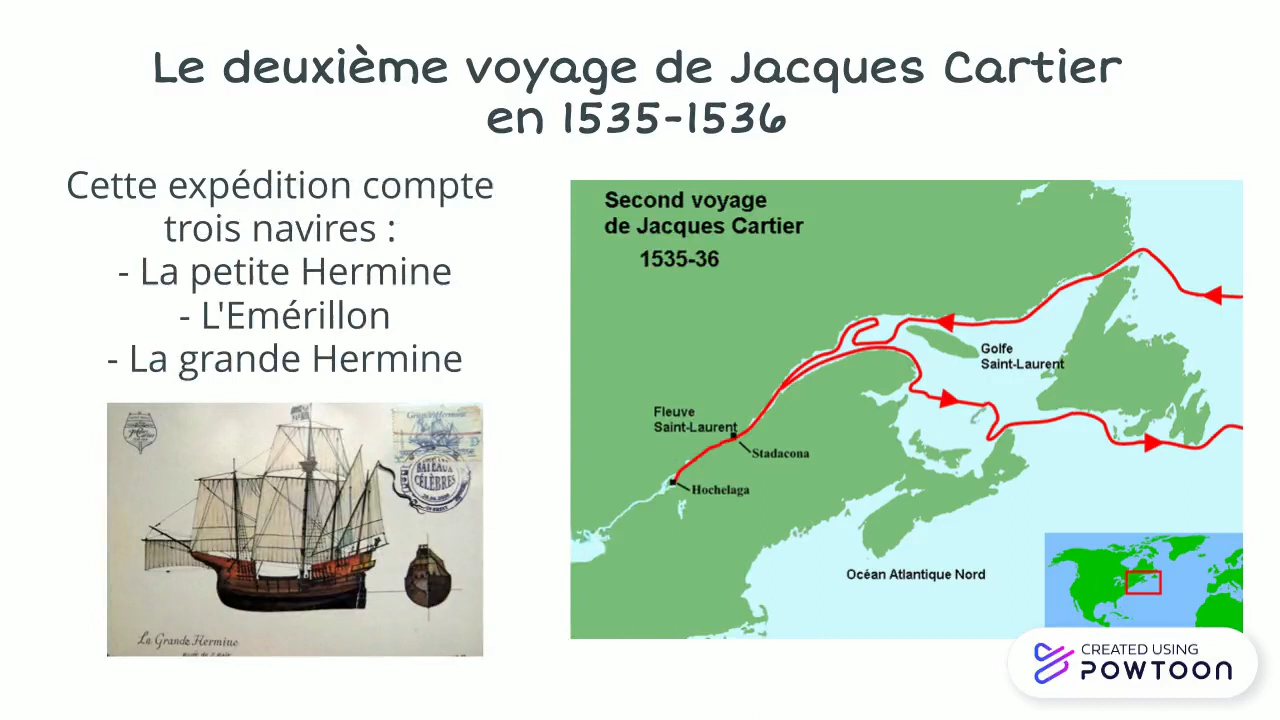 Le deuxième voyage de Jacques Cartier
en 1535-1536
Cette expédition compte
trois navires :
- La petite Hermine
- L'Emérillon
- La grande Hermine
Grande Hermine
BATEAUX
CÉLÈBRES
La Grande Hermine
Second voyage
de Jacques Cartier
1535-36
Golfe
Saint-Laurent
Fleuve
Saint-Laurent
Stadacona
Hochelaga
Océan Atlantique Nord
CREATED USING
POWTOON